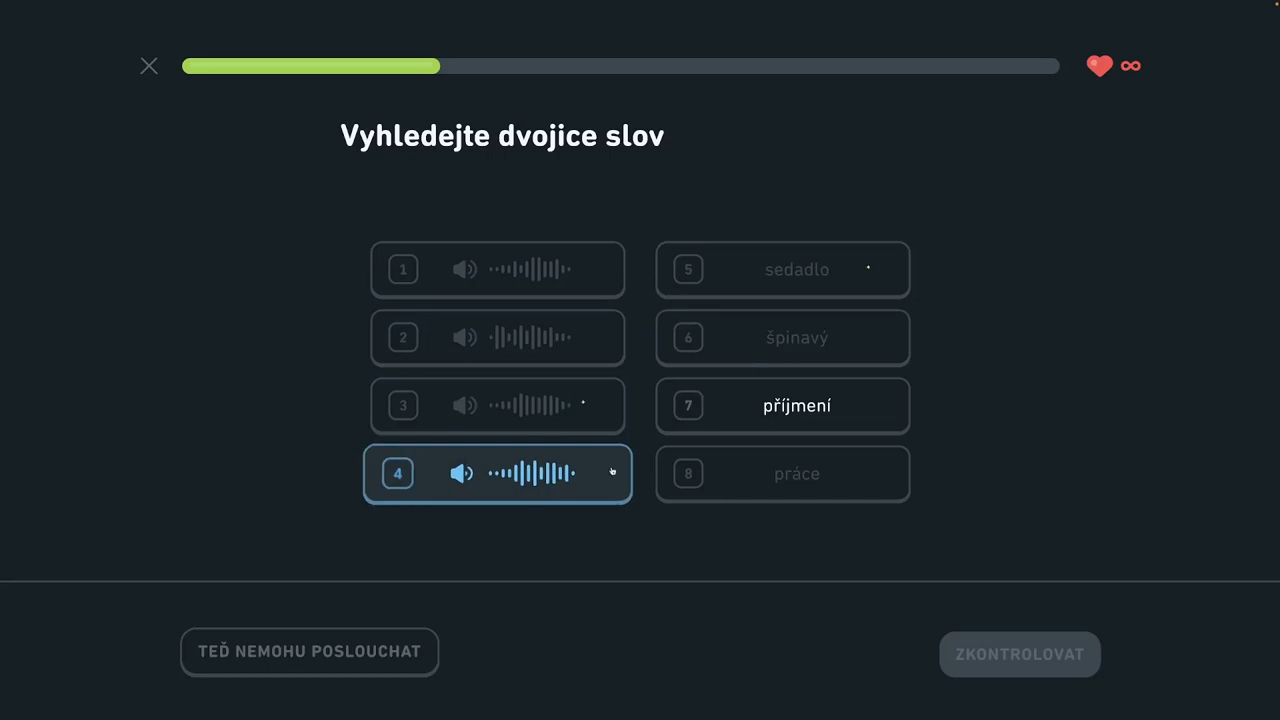 ∞
Vyhledejte dvojice slov
1
5 sedadlo
2
6 špinavý
3
7 příjmení
4
8 práce
TEĎ NEMOHU POSLOUCHAT
ZKONTROLOVAT